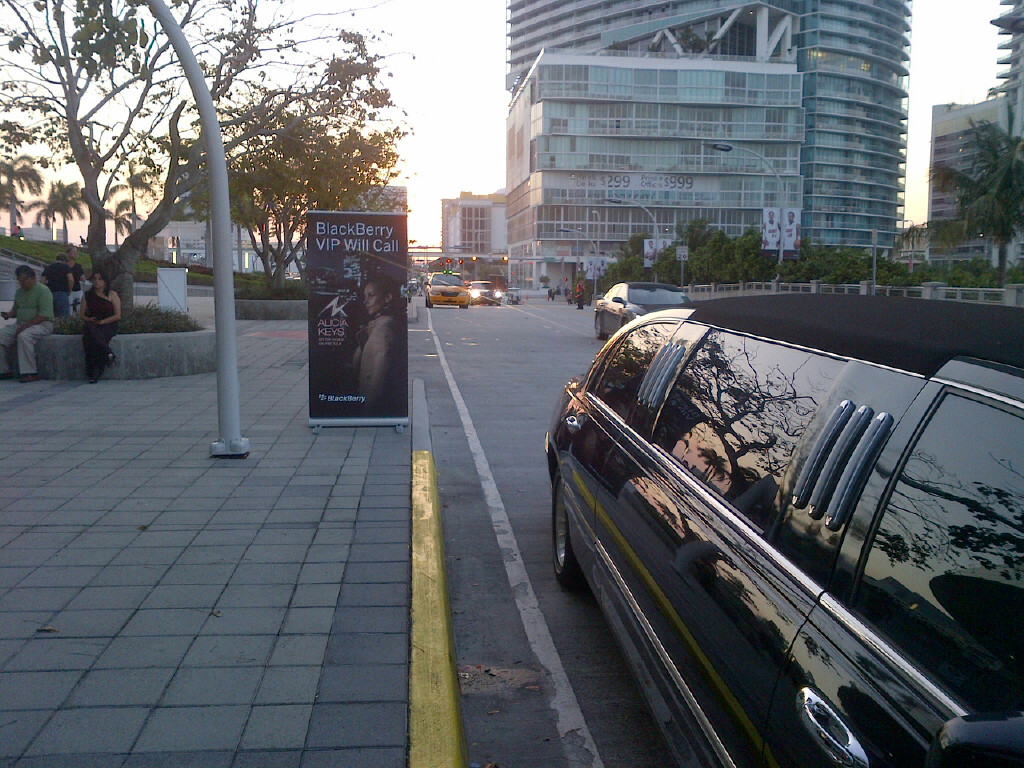 BlackBerry
VIP Will Call
ALICIA
KEYS
BlackBerry
$299
$999